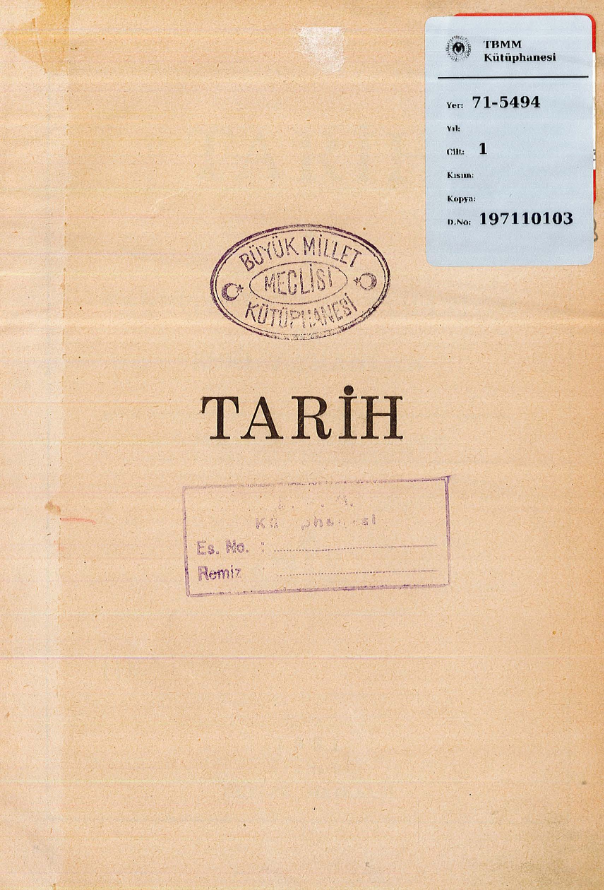 TBMM
Kütüphanesi
Yer: 71-5494
Yıl:
Cilt: 1
Kısım:
Kopya:
D.No: 197110103
BÜYÜK MİLLET
MECLİSİ
KÜTÜPHANESİ
TARİH
Es. No. :
Remiz